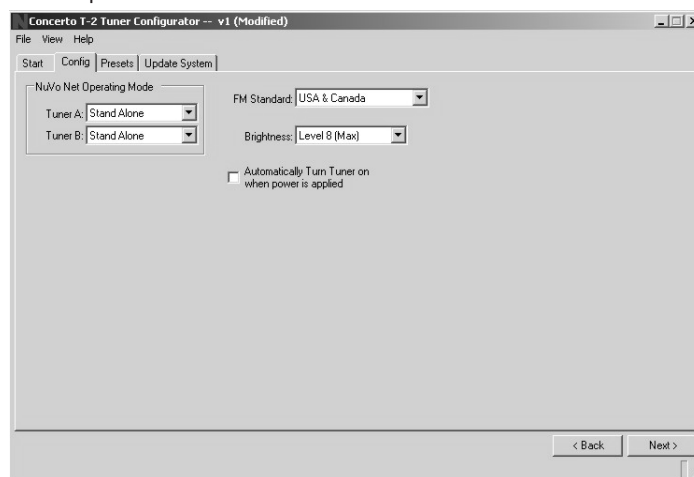 Concerto T-2 Tuner Configurator -- v1 (Modified)
File View Help
Start Config Presets Update System
NuVo Net Operating Mode
Tuner A: Stand Alone
Tuner B: Stand Alone
FM Standard: USA & Canada
Brightness: Level 8 (Max)
Automatically Turn Tuner on
when power is applied
< Back Next >